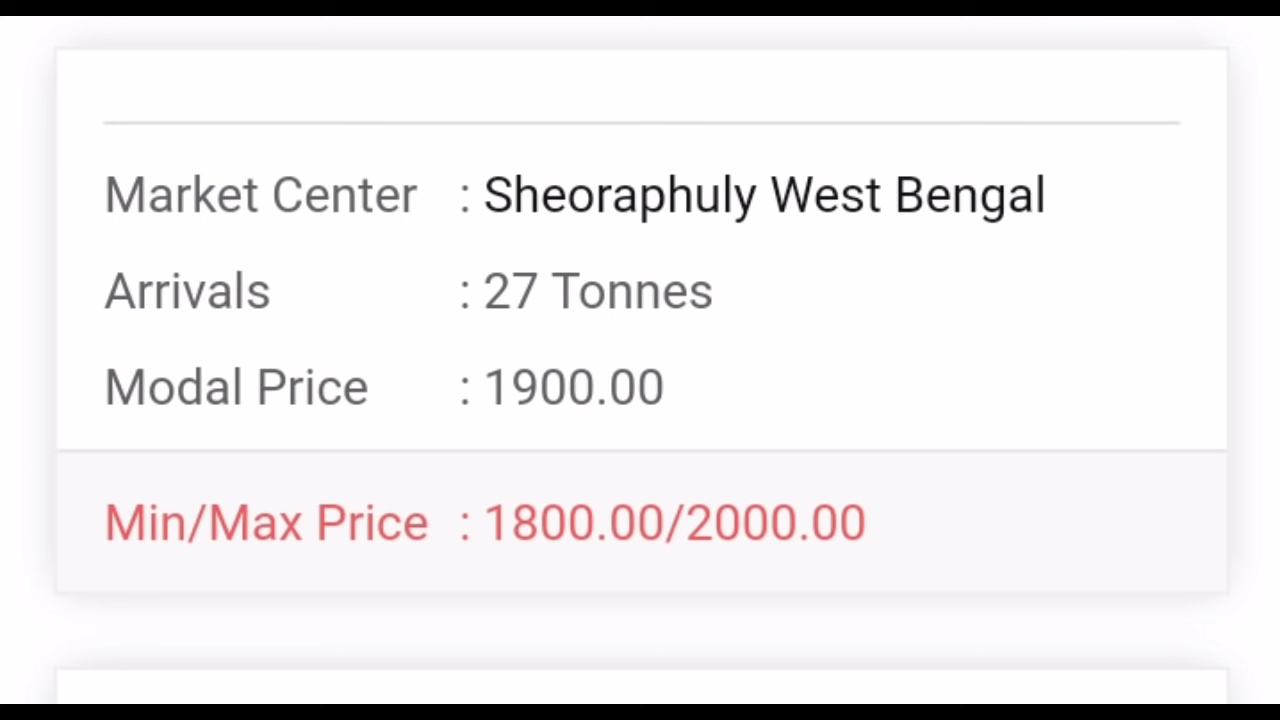 Market Center : Sheoraphuly West Bengal
Arrivals : 27 Tonnes
Modal Price : 1900.00
Min/Max Price : 1800.00/2000.00